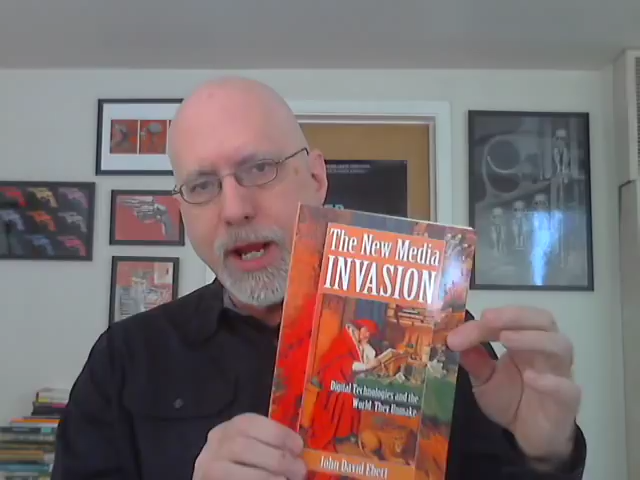 The New Media
INVASION
Digital Technologies and the
World They Unmake
John David Ebert